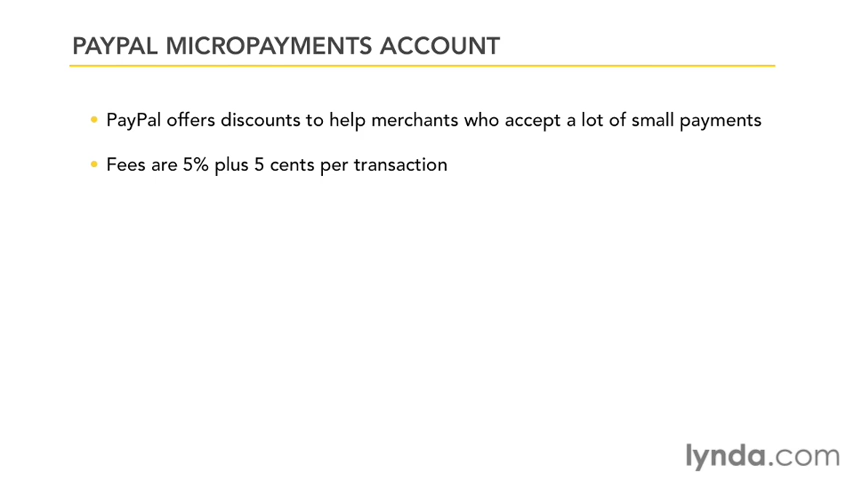 PAYPAL MICROPAYMENTS ACCOUNT
• PayPal offers discounts to help merchants who accept a lot of small payments
• Fees are 5% plus 5 cents per transaction
lynda.com